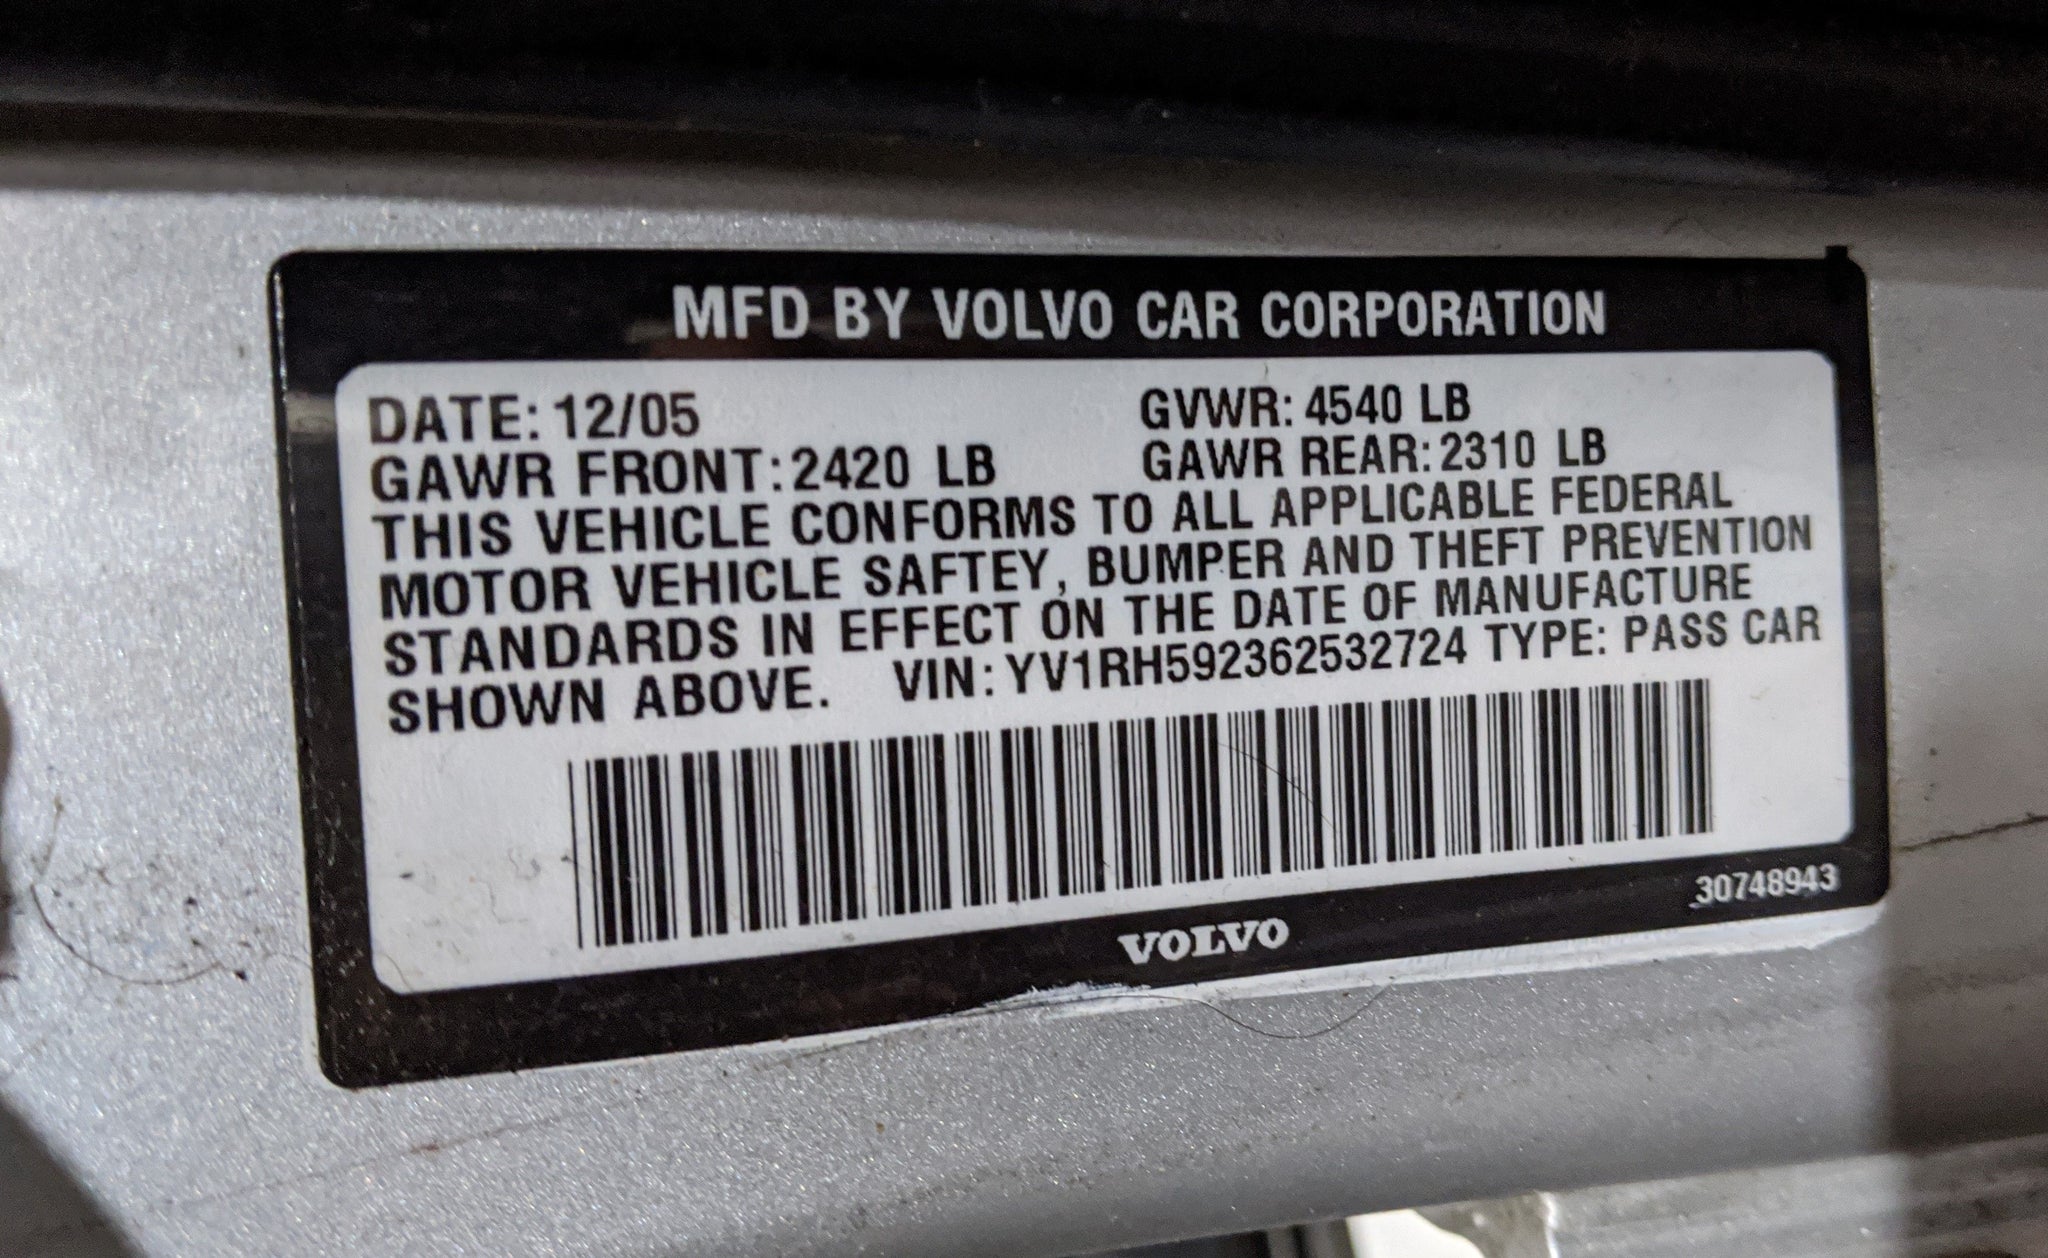 MFD BY VOLVO CAR CORPORATION
DATE: 12/05 GVWR: 4540 LB
GAWR FRONT: 2420 LB GAWR REAR: 2310 LB
THIS VEHICLE CONFORMS TO ALL APPLICABLE FEDERAL
MOTOR VEHICLE SAFTEY, BUMPER AND THEFT PREVENTION
STANDARDS IN EFFECT ON THE DATE OF MANUFACTURE
SHOWN ABOVE. VIN: YV1RH592362532724 TYPE: PASS CAR
30748943
VOLVO